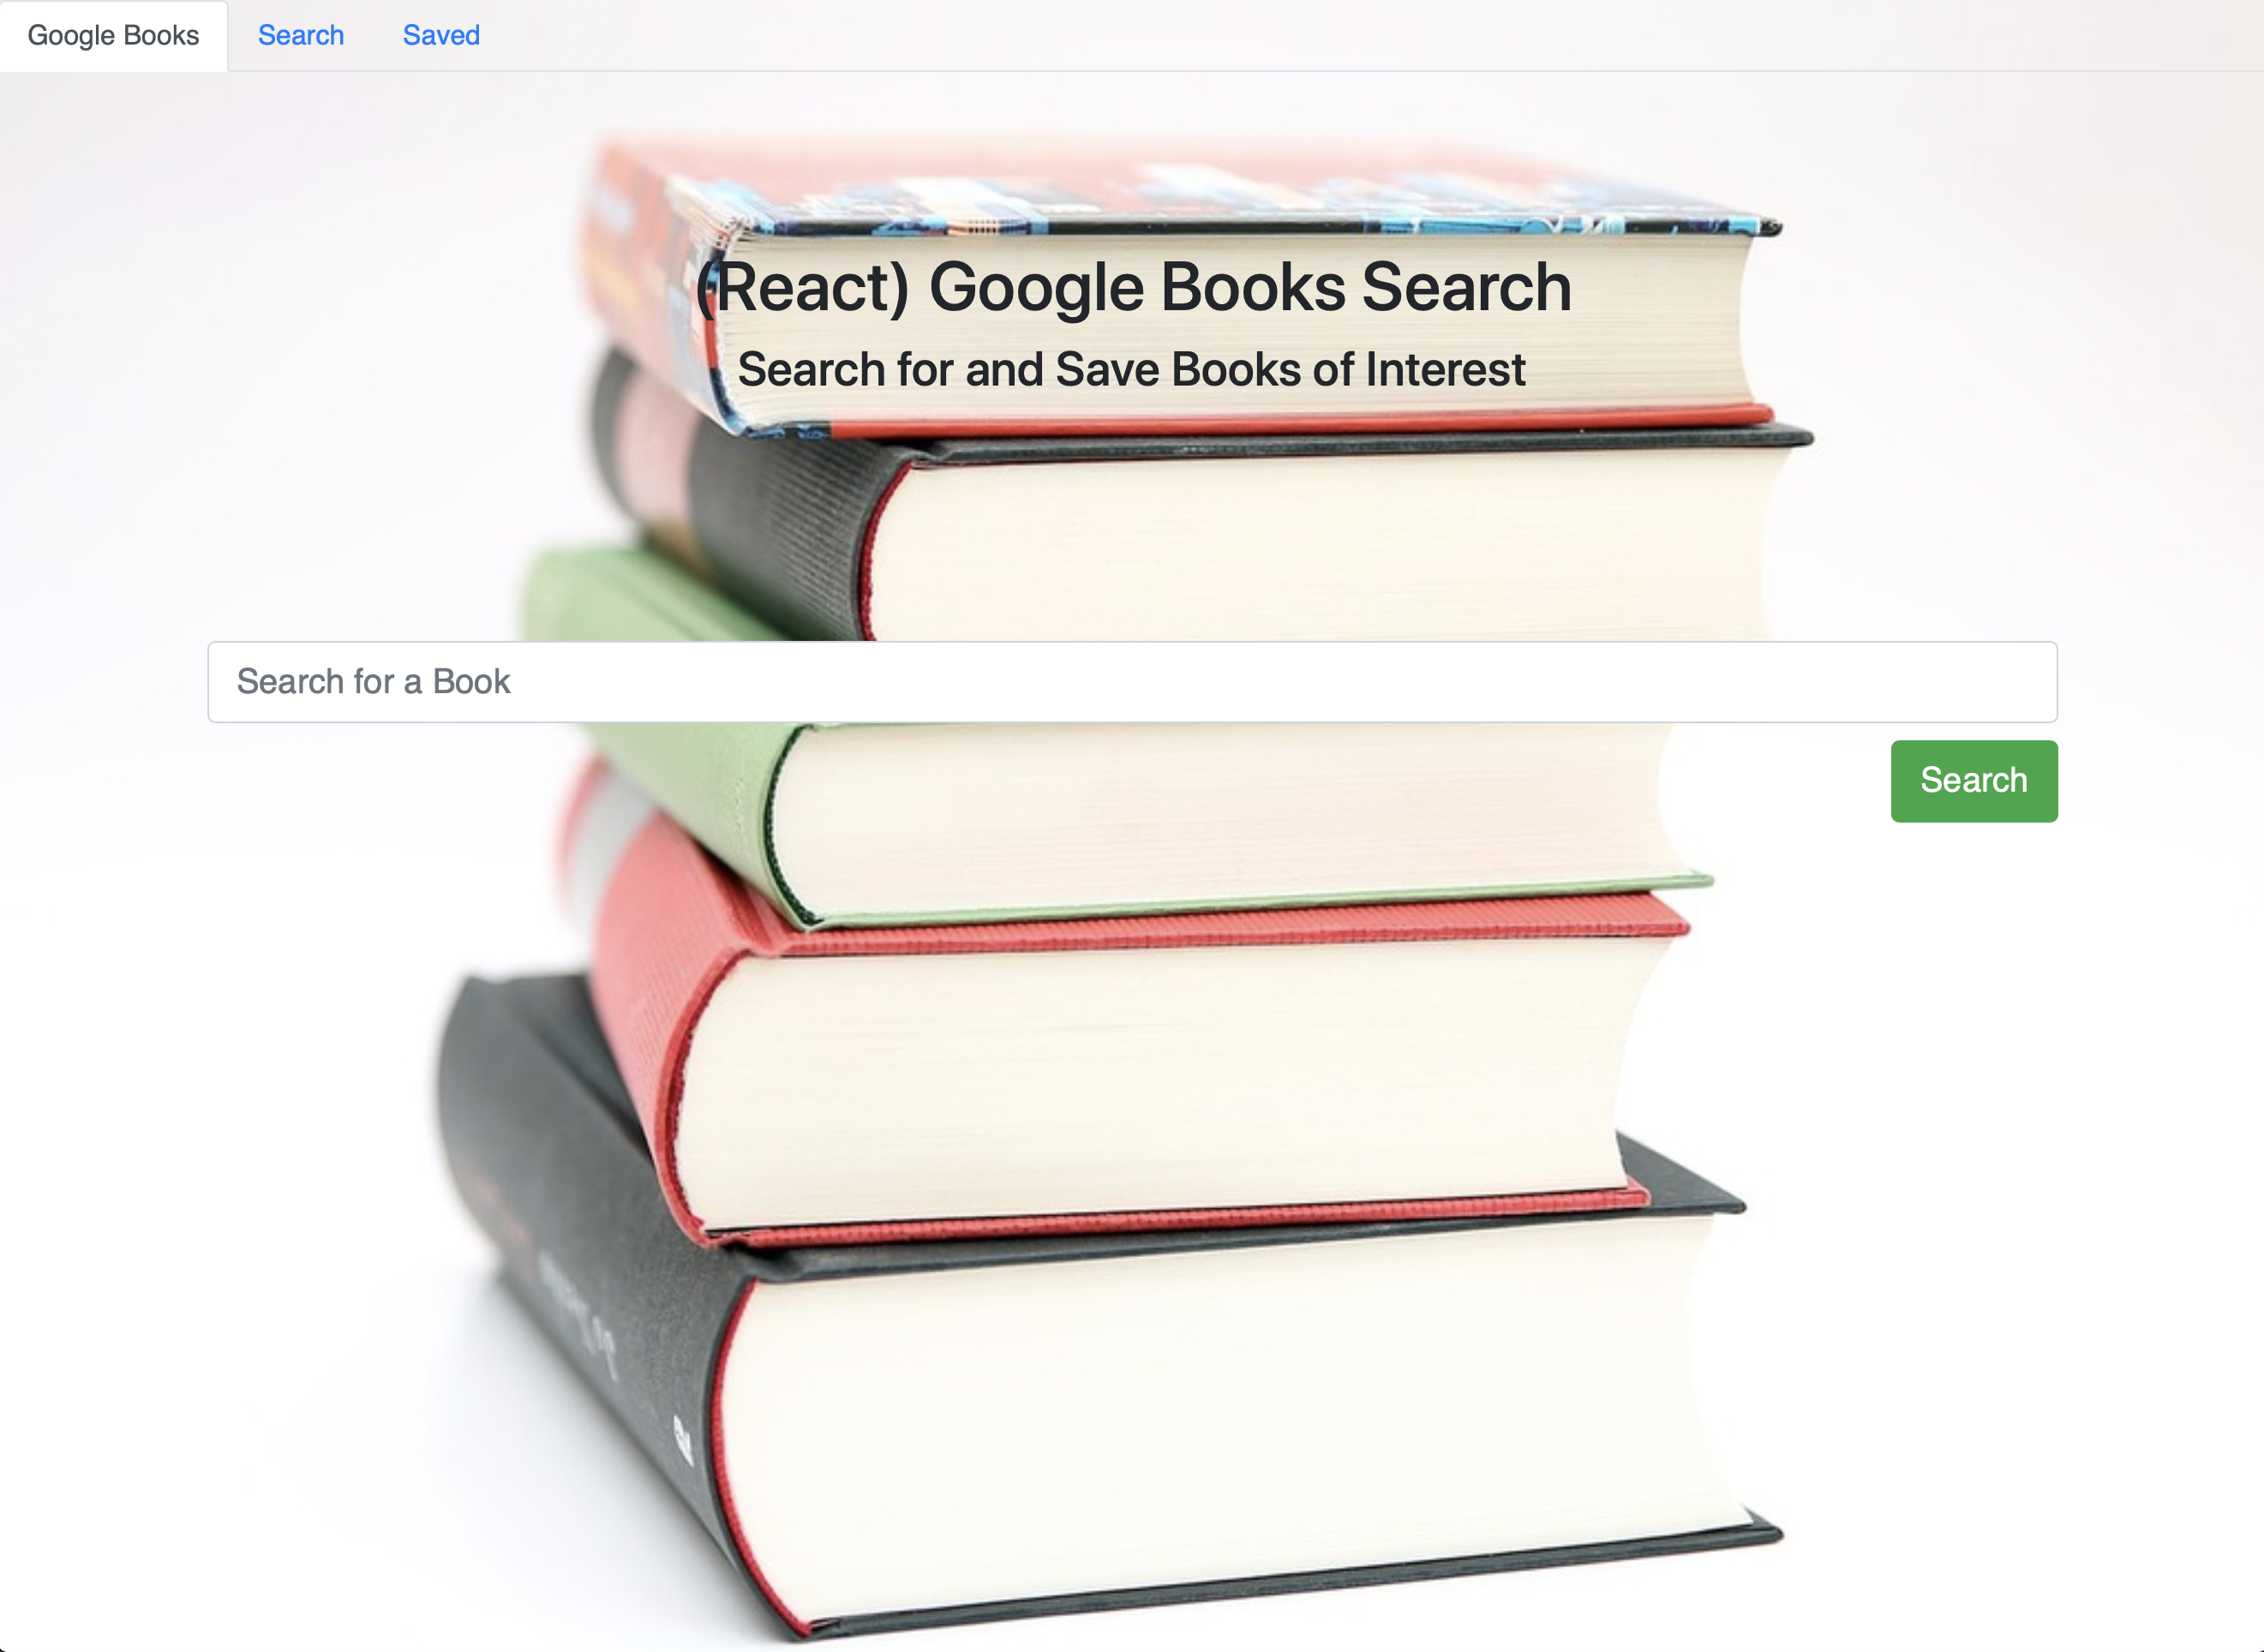 Google Books Search Saved
(React) Google Books Search
Search for and Save Books of Interest
Search for a Book
Search